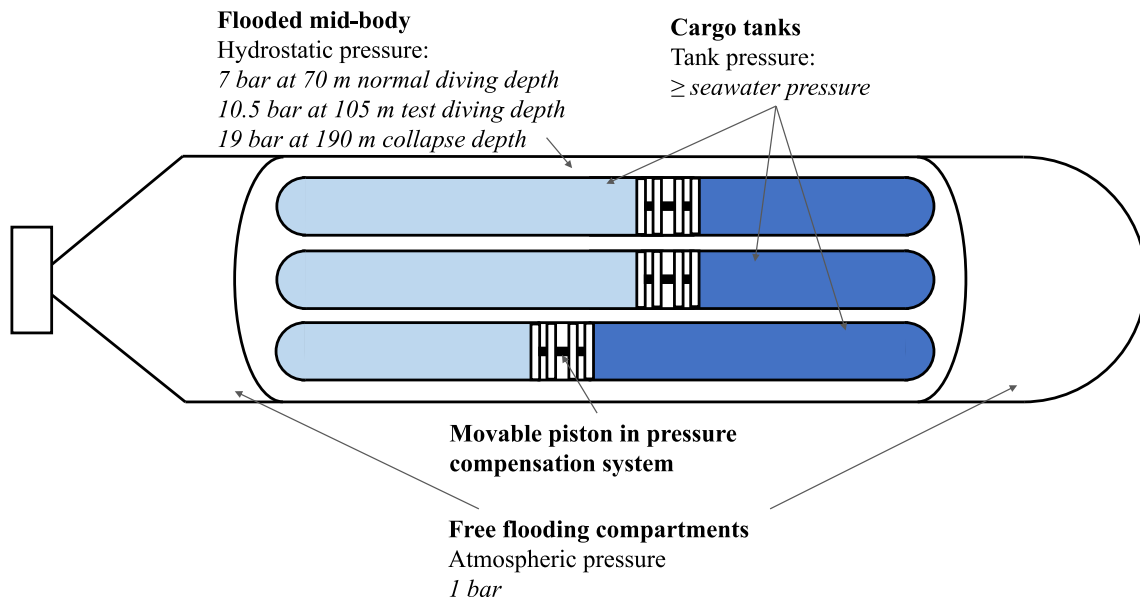 Flooded mid-body
Hydrostatic pressure:
7 bar at 70 m normal diving depth
10.5 bar at 105 m test diving depth
19 bar at 190 m collapse depth
Cargo tanks
Tank pressure:
≥ seawater pressure
Movable piston in pressure
compensation system
Free flooding compartments
Atmospheric pressure
1 bar